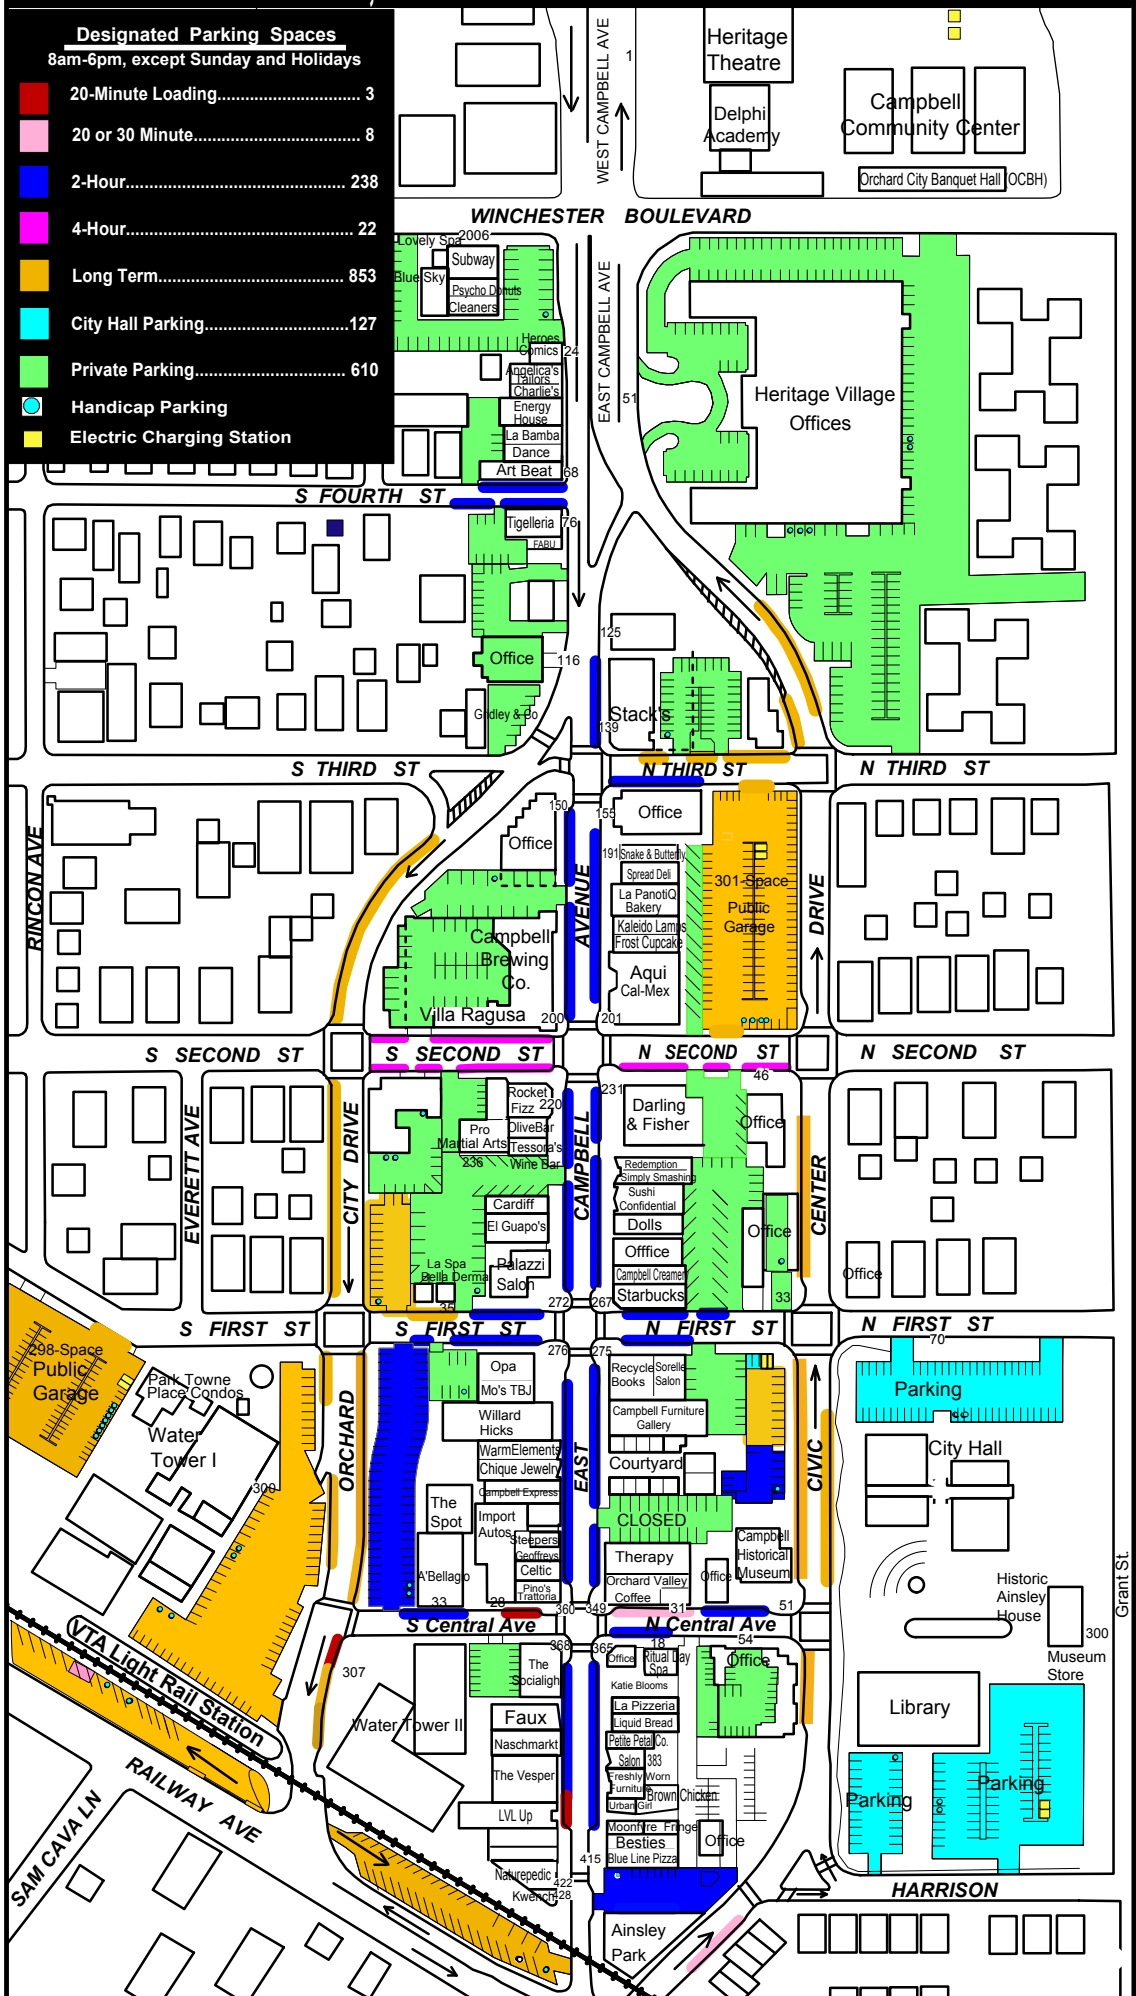 Designated Parking Spaces
8am-6pm, except Sunday and Holidays
20-Minute Loading.............................. 3
20 or 30 Minute................................... 8
2-Hour.............................................. 238
4-Hour..................................................... 22
Long Term....................................... 853
City Hall Parking..............................127
Private Parking................................ 610
Handicap Parking
Electric Charging Station
WEST CAMPBELL AVE
1
Heritage
Theatre
Delphi
Academy
Campbell
Community Center
Orchard City Banquet Hall (OCBH)
WINCHESTER BOULEVARD
Lovely Spa
2006
Subway
Blue Sky
Psycho Donuts
Cleaners
Heroes
Comics
24
Angelica's
Tailors
Charlie's
Energy
House
La Bamba
Dance
Art Beat
68
EAST CAMPBELL AVE
51
Heritage Village
Offices
S FOURTH ST
Tigelleria
76
FABU
Office
116
Gridley & Co
125
Stack's
139
S THIRD ST
N THIRD ST
N THIRD ST
RINCON AVE
150
Office
155
Office
191
Snake & Butterfly
Spread Deli
La PanotiQ
Bakery
Kaleido Lamps
Frost Cupcake
Aqui
Cal-Mex
201
301-Space
Public
Garage
AVENUE
DRIVE
Campbell
Brewing
Co.
Villa Ragusa
200
S SECOND ST
S SECOND ST
N SECOND ST
N SECOND ST
46
EVERETT AVE
CITY DRIVE
Rocket
Fizz
220
OliveBar
Pro
Martial Arts
Tessora's
Wine Bar
236
Cardiff
El Guapo's
La Spa
Bella Derma
Palazzi
Salon
35
272
CAMPBELL
231
Darling
& Fisher
Office
Redemption
Simply Smashing
Sushi
Confidential
Dolls
Offfice
Campbell Creamery
Starbucks
267
Office
33
CENTER
Office
S FIRST ST
S FIRST ST
N FIRST ST
N FIRST ST
298-Space
Public
Garage
Park Towne
Place Condos
Water
Tower I
300
ORCHARD
276
Opa
Mo's TBJ
Willard
Hicks
WarmElements
Chique Jewelry
Campbell Express
The
Spot
Import
Autos
Steepers
Geoffreys
Celtic
Pino's
Trattoria
A'Bellagio
33
28
360
EAST
275
Recycle
Books
Sorelle
Salon
Campbell Furniture
Gallery
Courtyard
CLOSED
Therapy
Orchard Valley
Coffee
Office
Campbell
Historical
Museum
349
31
51
CIVIC
70
Parking
City Hall
Historic
Ainsley
House
300
Museum
Store
Grant St.
S Central Ave
N Central Ave
VTA Light Rail Station
307
Water Tower II
368
The
Socialight
Faux
Naschmarkt
The Vesper
LVL Up
Naturepedic
422
Kwench
428
365
Office
18
Ritual Day
Spa
54
Office
Katie Blooms
La Pizzeria
Liquid Bread
Petite Petal Co.
Salon
383
Freshly Worn
Furniture
Brown Chicken
Urban Girl
Moonfyre Fringe
Besties
Blue Line Pizza
Office
415
Ainsley
Park
Library
Parking
Parking
HARRISON
RAILWAY AVE
SAM CAVA LN